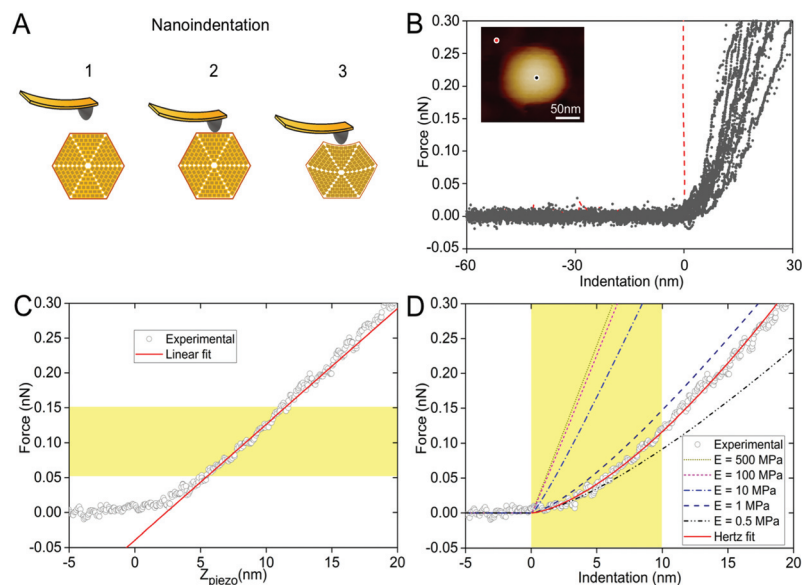 A
Nanoindentation
1
2
3
B
Force (nN)
0.30
0.25
0.20
0.15
0.10
0.05
0.00
-0.05
50nm
-60
-30
0
30
Indentation (nm)
C
Force (nN)
0.30
0.25
0.20
0.15
0.10
0.05
0.00
-0.05
Experimental
Linear fit
-5
0
5
10
15
20
Zpiezo(nm)
D
Force (nN)
0.30
0.25
0.20
0.15
0.10
0.05
0.00
-0.05
Experimental
E = 500 MPa
E = 100 MPa
E = 10 MPa
E = 1 MPa
E = 0.5 MPa
Hertz fit
-5
0
5
10
15
20
Indentation (nm)